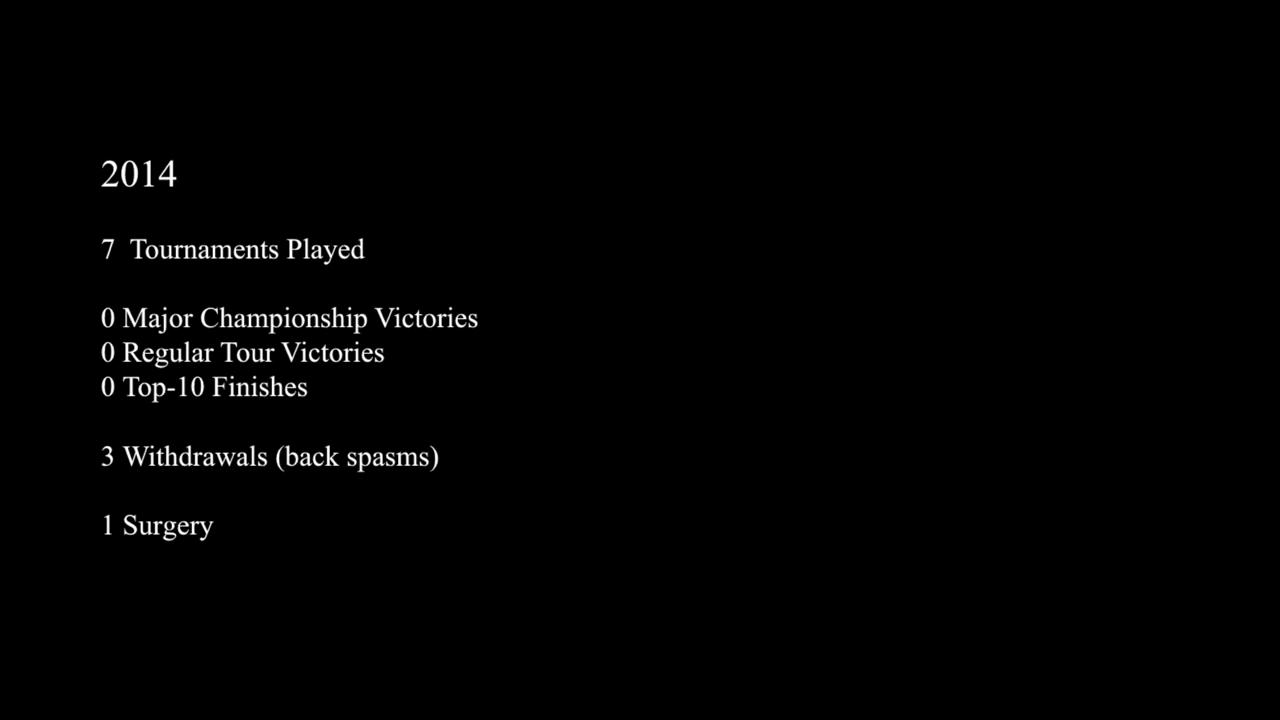 2014
7  Tournaments Played
0 Major Championship Victories
0 Regular Tour Victories
0 Top-10 Finishes
3 Withdrawals (back spasms)
1 Surgery